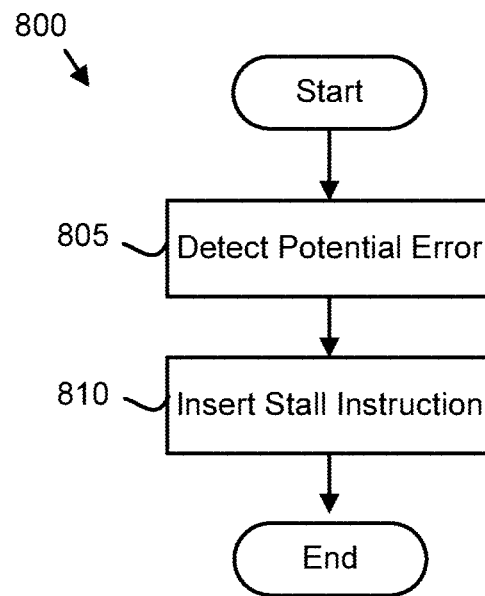 800
Start
805
Detect Potential Error
810
Insert Stall Instruction
End